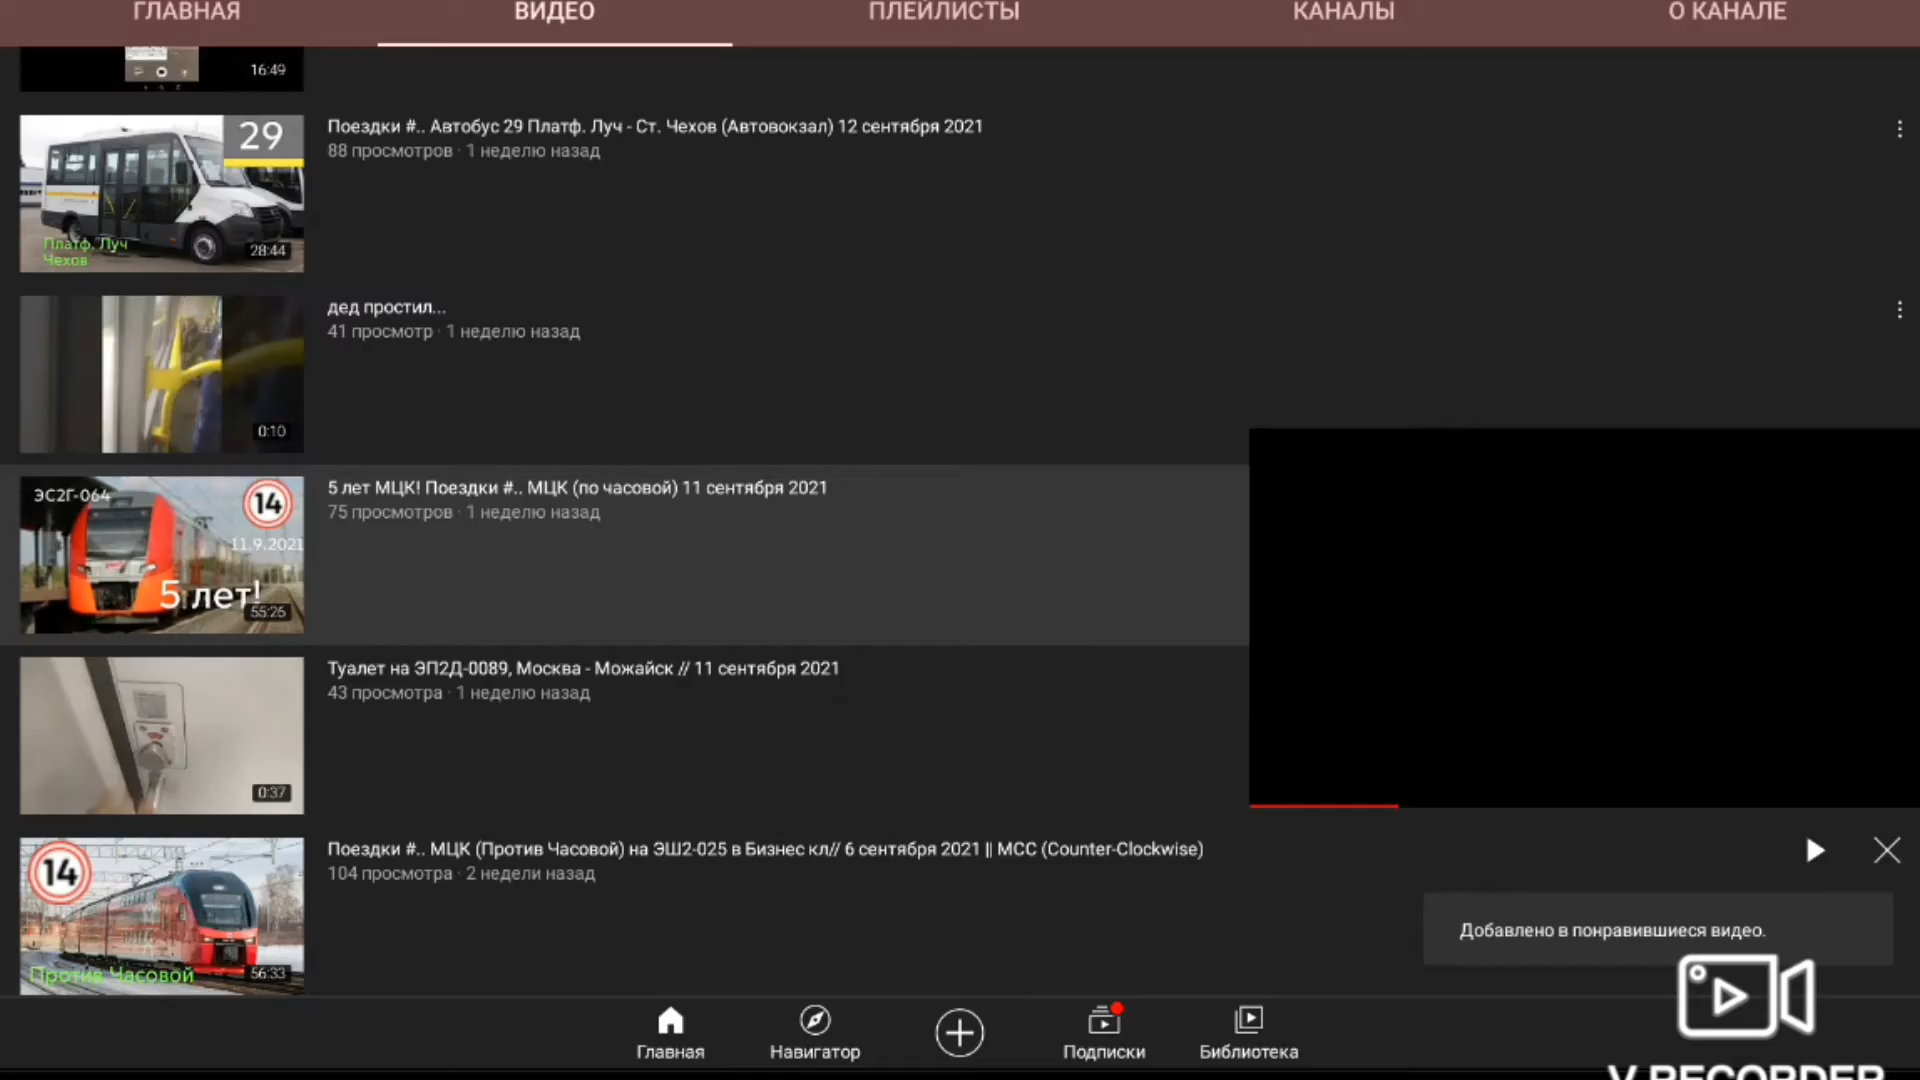 ГЛАВНАЯ ВИДЕО ПЛЕЙЛИСТЫ КАНАЛЫ О КАНАЛЕ
16:49
29
Платф. Луч
Чехов
28:44
Поездки #.. Автобус 29 Платф. Луч - Ст. Чехов (Автовокзал) 12 сентября 2021
88 просмотров · 1 неделю назад
0:10
дед простил...
41 просмотр · 1 неделю назад
ЭС2Г-064
14
11.9.2021
5 лет!
55:26
5 лет МЦК! Поездки #.. МЦК (по часовой) 11 сентября 2021
75 просмотров · 1 неделю назад
0:37
Туалет на ЭП2Д-0089, Москва - Можайск // 11 сентября 2021
43 просмотра · 1 неделю назад
14
Против Часовой
56:33
Поездки #.. МЦК (Против Часовой) на ЭШ2-025 в Бизнес кл// 6 сентября 2021 || MCC (Counter-Clockwise)
104 просмотра · 2 недели назад
Добавлено в понравившиеся видео.
Главная Навигатор Подписки Библиотека
V RECORDER